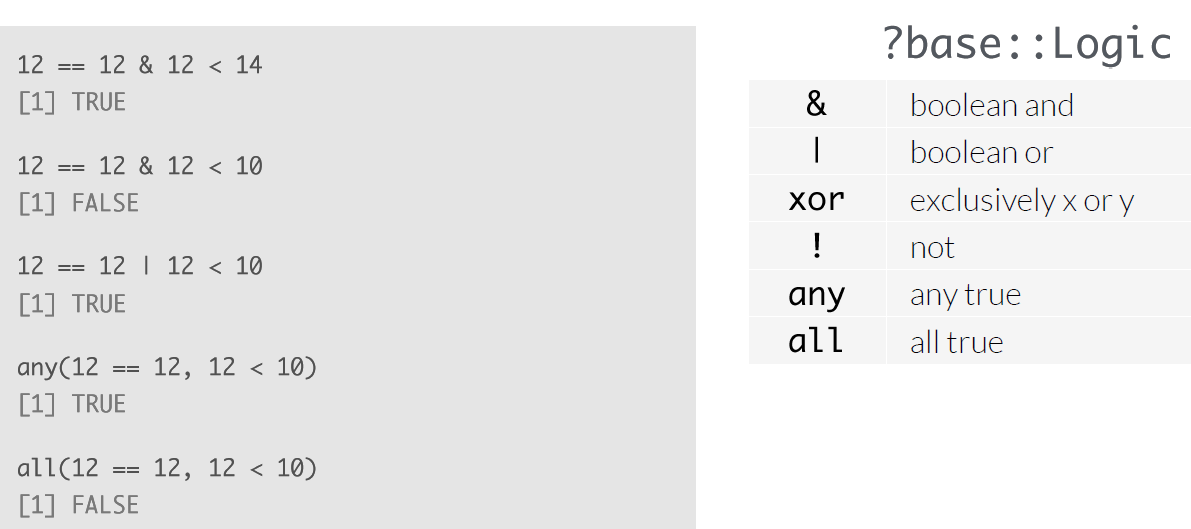 12 == 12 & 12 < 14
[1] TRUE
12 == 12 & 12 < 10
[1] FALSE
12 == 12 | 12 < 10
[1] TRUE
any(12 == 12, 12 < 10)
[1] TRUE
all(12 == 12, 12 < 10)
[1] FALSE
?base::Logic
& boolean and
| boolean or
xor exclusively x or y
! not
any any true
all all true